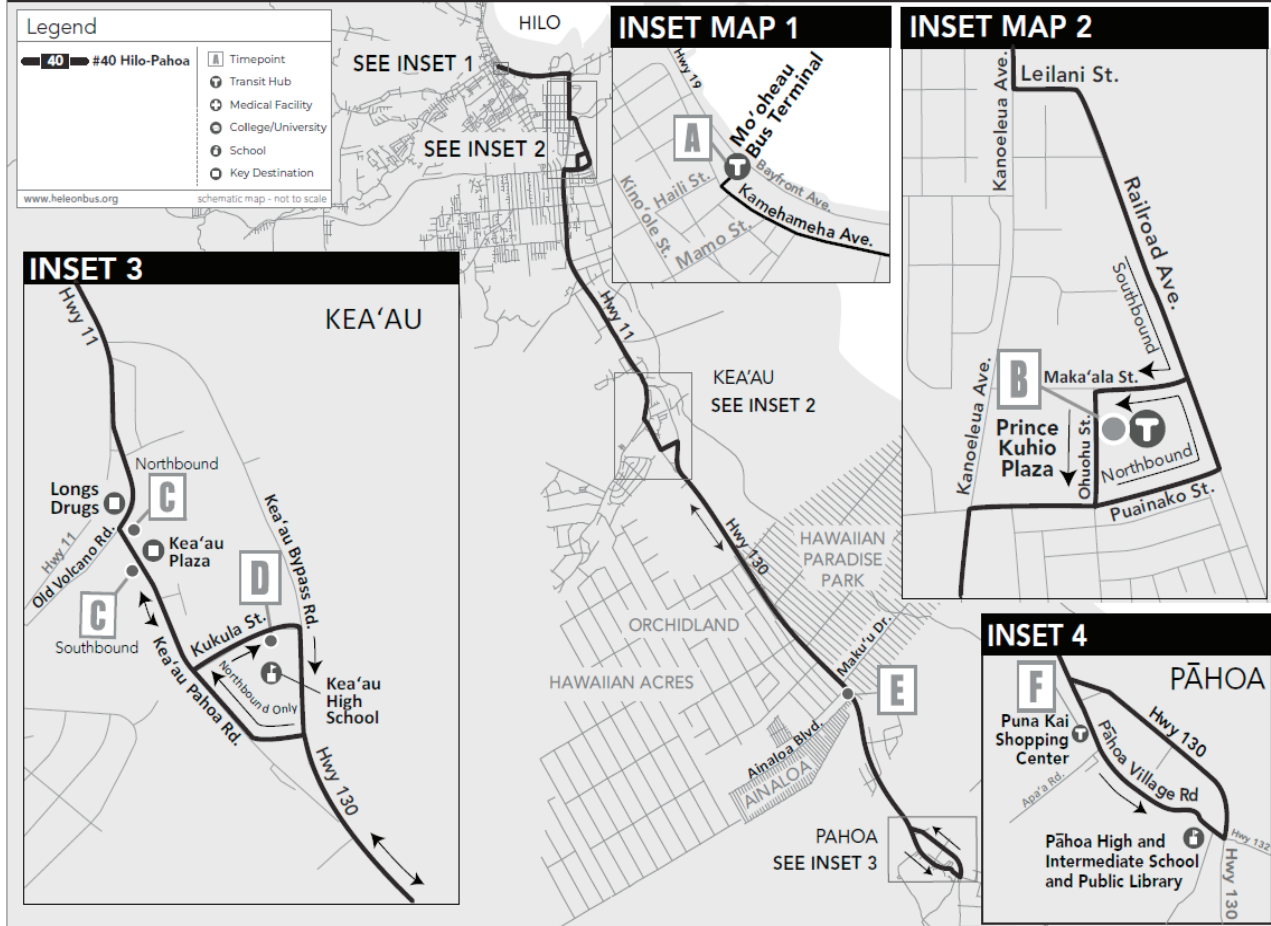 Legend
40 #40 Hilo-Pahoa
A Timepoint
T Transit Hub
Medical Facility
College/University
School
Key Destination
www.heleonbus.org
schematic map - not to scale
HILO
SEE INSET 1
SEE INSET 2
Hwy 11
KEA'AU
SEE INSET 2
Hwy 130
HAWAIIAN
PARADISE
PARK
ORCHIDLAND
HAWAIIAN ACRES
Maku'u Dr.
E
Ainaloa Blvd.
AINALOA
PAHOA
SEE INSET 3
INSET MAP 1
Hwy 19
Mo'oheau
Bus Terminal
A
T
Bayfront Ave.
Haili St.
Kino'ole St.
Kamehameha Ave.
Mamo St.
INSET MAP 2
Kanoeleua Ave.
Leilani St.
Railroad Ave.
Southbound
Maka'ala St.
B
T
Prince
Kuhio
Plaza
Ohuohu St.
Northbound
Kanoeleua Ave.
Puainako St.
INSET 3
Hwy 11
KEA'AU
Northbound
C
Longs
Drugs
Hwy 11
Old Volcano Rd.
Kea'au
Plaza
Kea'au Bypass Rd.
D
C
Southbound
Kukula St.
Kea'au Pahoa Rd.
Northbound Only
Kea'au
High
School
Hwy 130
INSET 4
PĀHOA
F
Puna Kai
Shopping
Center
T
Hwy 130
Pāhoa Village Rd
Apa'a Rd.
Pāhoa High and
Intermediate School
and Public Library
Hwy 132
Hwy 130